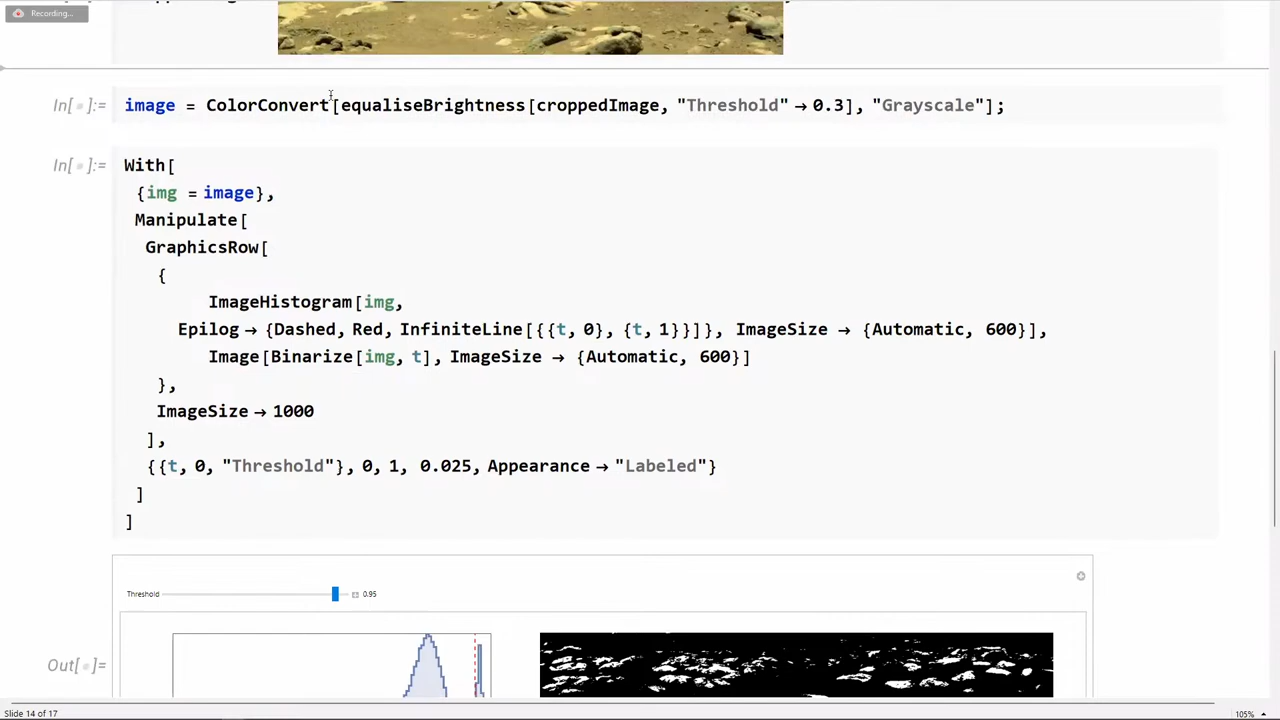 Recording...
In[ ]:= image = ColorConvert[equaliseBrightness[croppedImage, "Threshold" → 0.3], "Grayscale"];
In[ ]:= With[
{img = image},
Manipulate[
GraphicsRow[
{
ImageHistogram[img,
Epilog → {Dashed, Red, InfiniteLine[{{t, 0}, {t, 1}}]}, ImageSize → {Automatic, 600}],
Image[Binarize[img, t], ImageSize → {Automatic, 600}]
},
ImageSize → 1000
],
{{t, 0, "Threshold"}, 0, 1, 0.025, Appearance → "Labeled"}
]
]
Threshold 0.95
Out[ ]=
Slide 14 of 17 105%